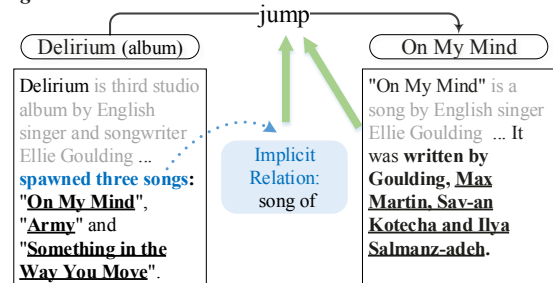 jump
Delirium (album)
On My Mind
Delirium is third studio
album by English
singer and songwriter
Ellie Goulding ...
spawned three songs:
"On My Mind",
"Army" and
"Something in the
Way You Move".
Implicit
Relation:
song of
"On My Mind" is a
song by English singer
Ellie Goulding ... It
was written by
Goulding, Max
Martin, Sav-an
Kotecha and Ilya
Salmanz-adeh.